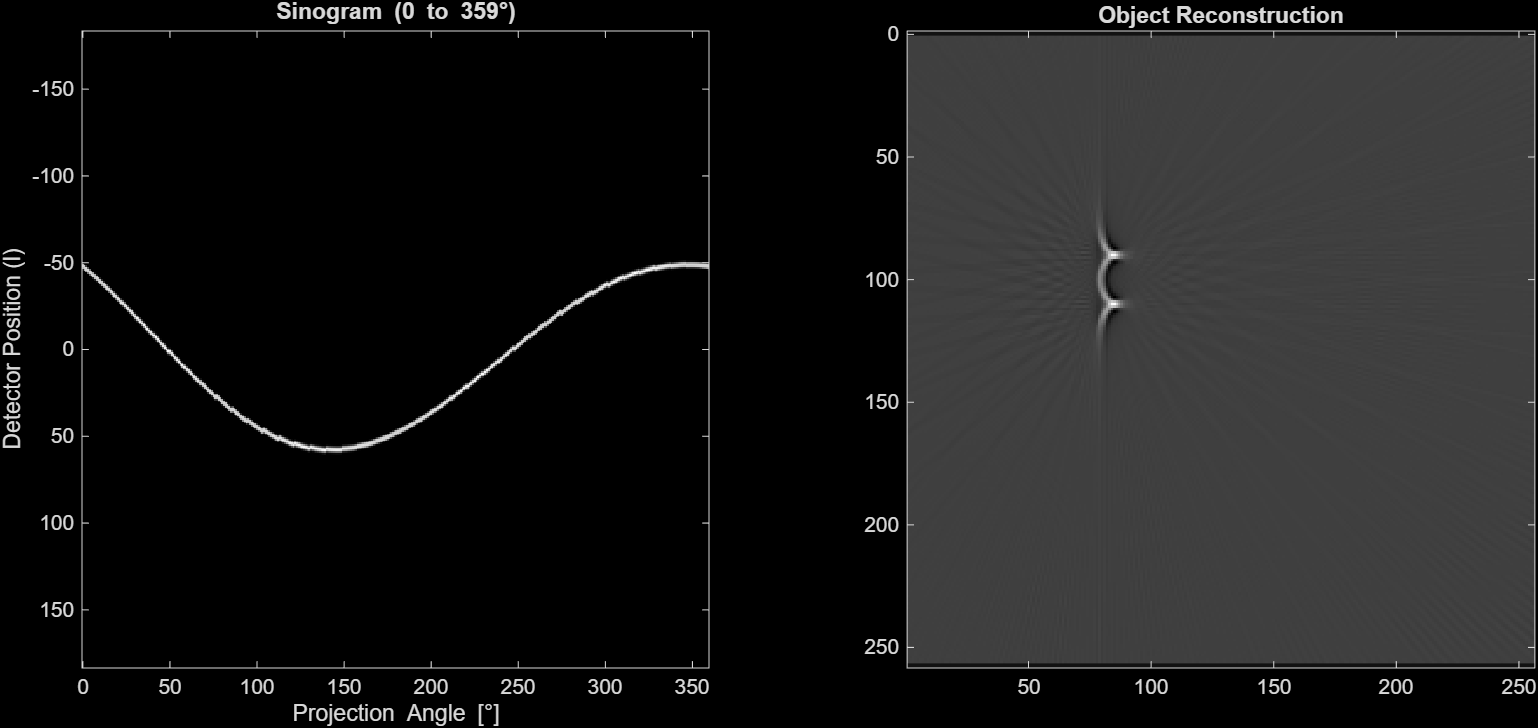 Sinogram (0 to 359°)
-150
-100
-50
0
50
100
150
Detector Position (l)
0 50 100 150 200 250 300 350
Projection Angle [°]
Object Reconstruction
0
50
100
150
200
250
50 100 150 200 250